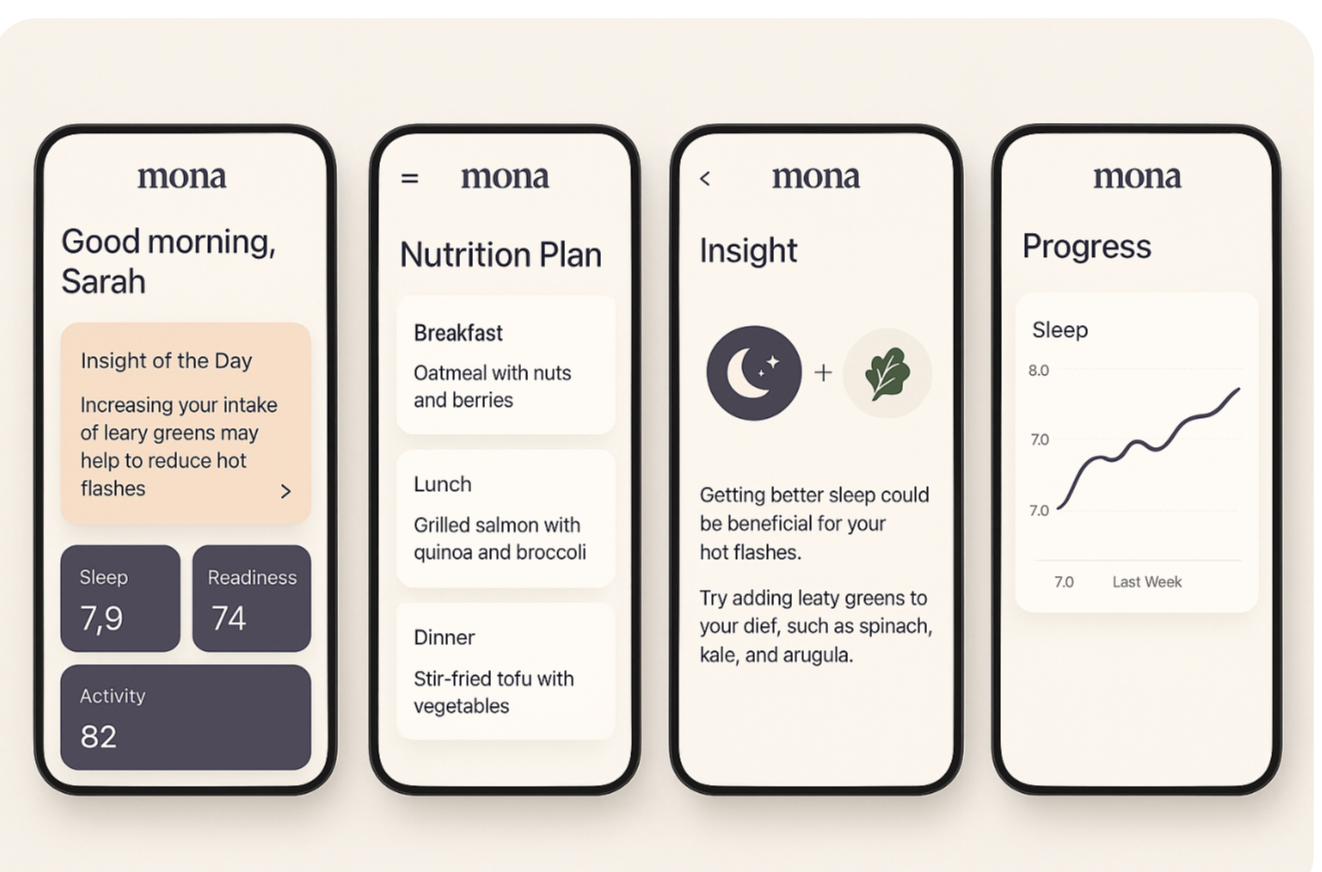 mona
Good morning,
Sarah
Insight of the Day
Increasing your intake
of leary greens may
help to reduce hot
flashes
Sleep
7,9
Readiness
74
Activity
82
mona
Nutrition Plan
Breakfast
Oatmeal with nuts
and berries
Lunch
Grilled salmon with
quinoa and broccoli
Dinner
Stir-fried tofu with
vegetables
mona
Insight
Getting better sleep could
be beneficial for your
hot flashes.
Try adding leaty greens to
your dief, such as spinach,
kale, and arugula.
mona
Progress
Sleep
8.0
7.0
7.0
7.0 Last Week